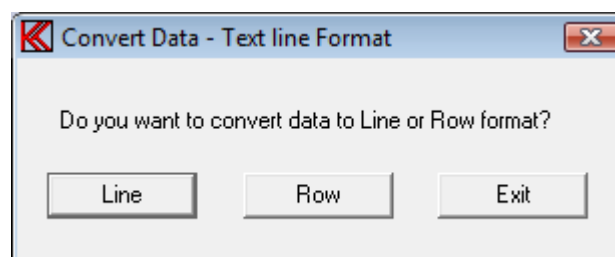 Convert Data - Text line Format
Do you want to convert data to Line or Row format?
Line Row Exit